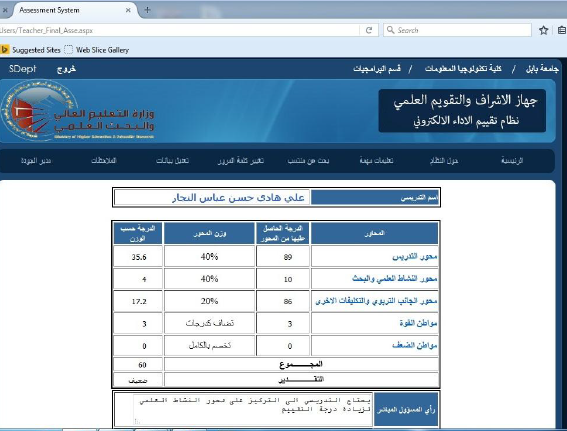 Assessment System
Users/Teacher_Final_Asse.aspx
Search
Suggested Sites
Web Slice Gallery
جامعة بابل / كلية تكنولوجيا المعلومات / قسم البرامجيات
خروج SDept
جهاز الاشراف والتقويم العلمي
نظام تقييم الاداء الالكتروني
وزارة التعليم العالي
والبحث العلمي
Ministry of Higher Education & Scientific Research
الرئيسية حول النظام تعليمات مهمة بحث عن منتسب تغيير كلمة المرور تعديل بيانات الملاحظات مدير الجودة
اسم التدريسي علي هادي حسن عباس النجار
المحاور الدرجة الحاصل عليها من المحور وزن المحور الدرجة حسب الوزن
محور التدريس 89 40% 35.6
محور النشاط العلمي والبحث 10 40% 4
محور الجانب التربوي والتكليفات الاخرى 86 20% 17.2
مواطن القوة 3 تضاف كدرجات 3
مواطن الضعف 0 تخصم بالكامل 0
المجموع 60
التقدير ضعيف
رأي المسؤول المباشر
يحتاج التدريسي الى التركيز على محور النشاط العلمي
لزيادة درجة التقييم